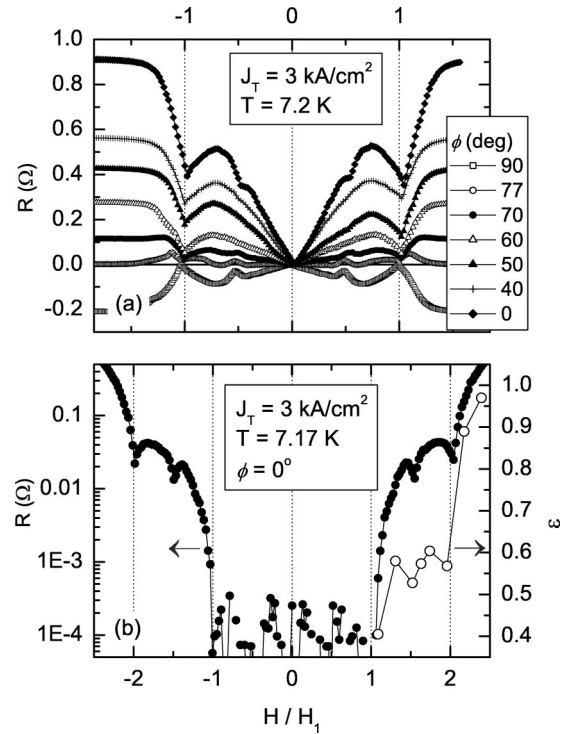 -1 0 1
1.0
0.8
0.6
0.4
0.2
0.0
-0.2
R (Ω)
J_T = 3 kA/cm²
T = 7.2 K
ϕ (deg)
90
77
70
60
50
40
0
(a)
0.1
0.01
1E-3
1E-4
R (Ω)
J_T = 3 kA/cm²
T = 7.17 K
ϕ = 0°
1.0
0.9
0.8
0.7
0.6
0.5
0.4
ε
(b)
-2 -1 0 1 2
H / H₁